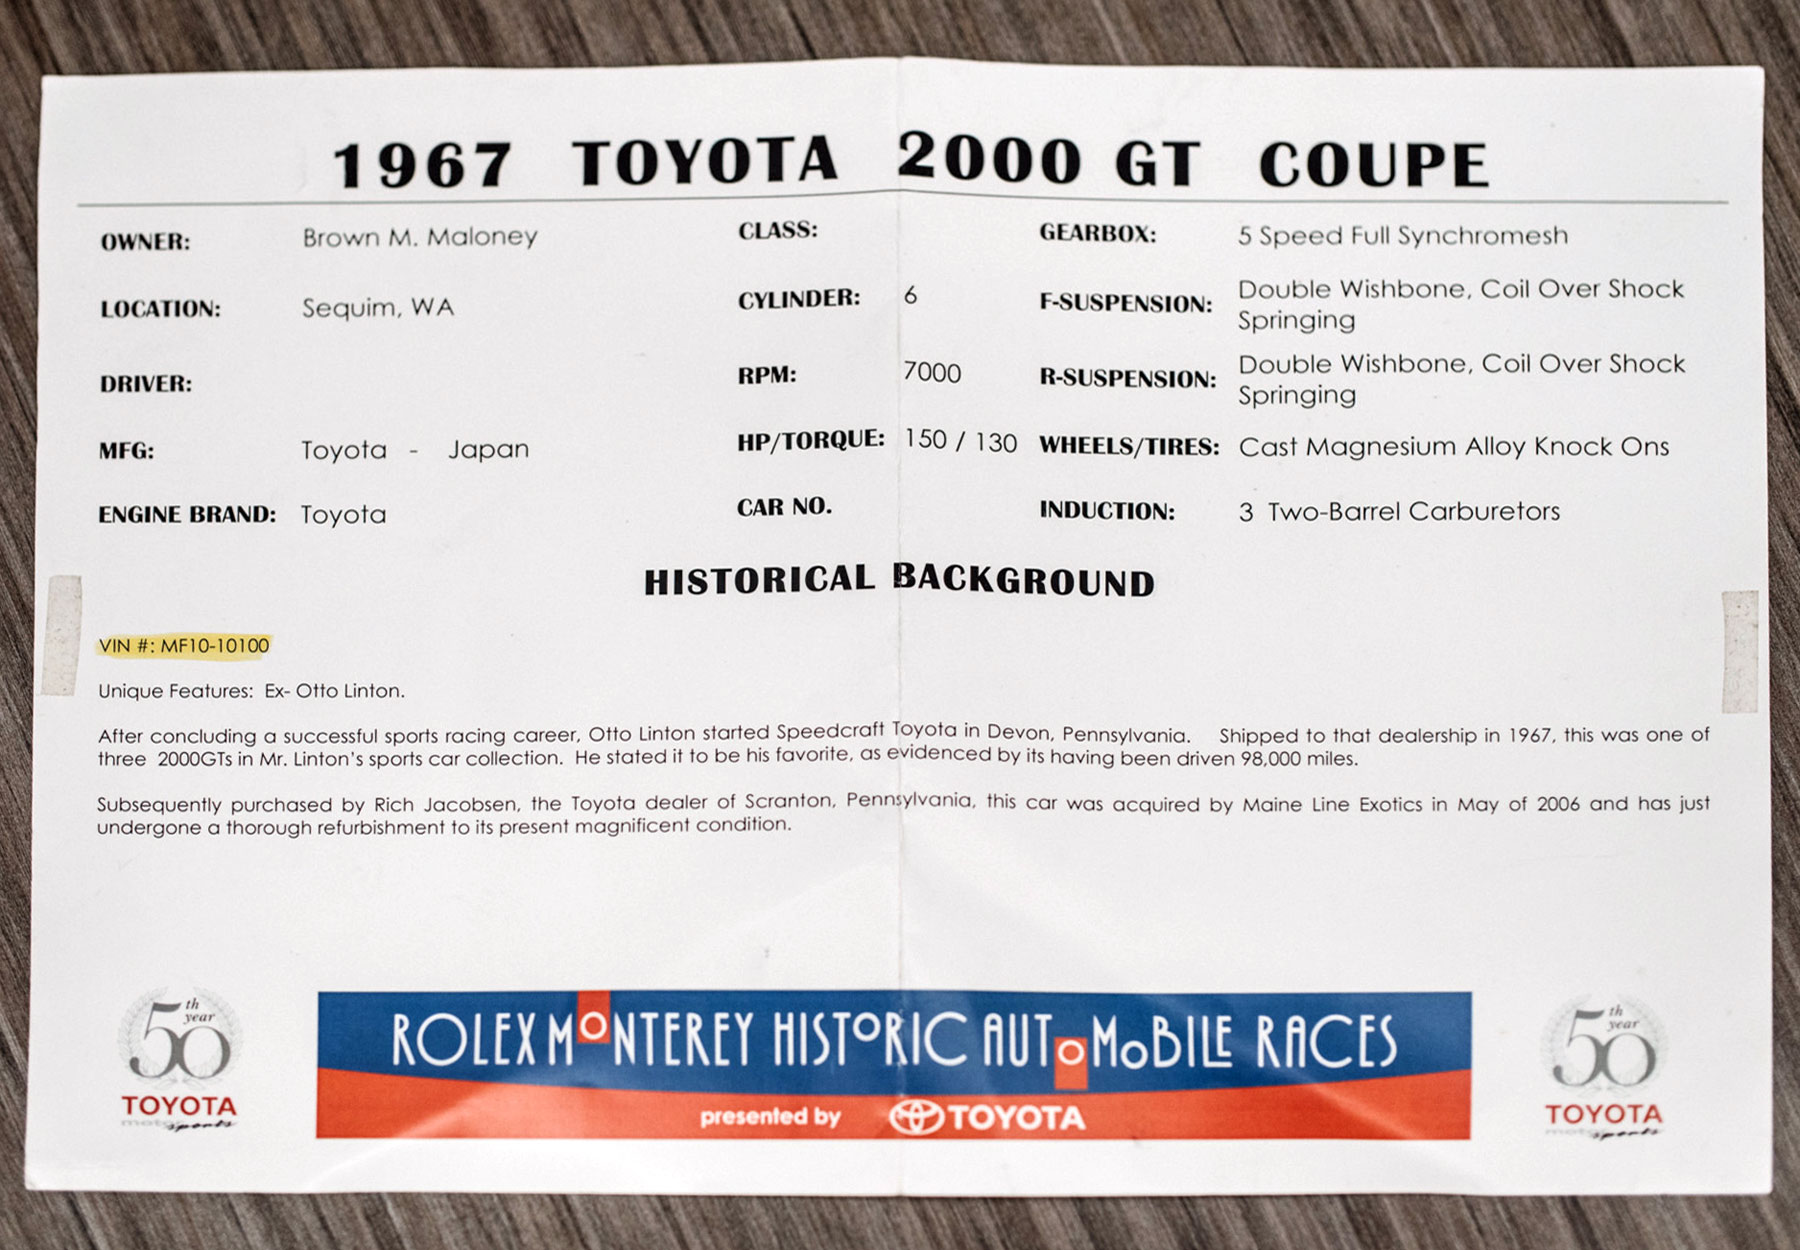 1967 TOYOTA 2000 GT COUPE
OWNER: Brown M. Maloney
LOCATION: Sequim, WA
DRIVER:
MFG: Toyota - Japan
ENGINE BRAND: Toyota
CLASS:
CYLINDER: 6
RPM: 7000
HP/TORQUE: 150 / 130
CAR NO.
GEARBOX: 5 Speed Full Synchromesh
F-SUSPENSION: Double Wishbone, Coil Over Shock
Springing
R-SUSPENSION: Double Wishbone, Coil Over Shock
Springing
WHEELS/TIRES: Cast Magnesium Alloy Knock Ons
INDUCTION: 3 Two-Barrel Carburetors
HISTORICAL BACKGROUND
VIN #: MF10-10100
Unique Features: Ex- Otto Linton.
After concluding a successful sports racing career, Otto Linton started Speedcraft Toyota in Devon, Pennsylvania. Shipped to that dealership in 1967, this was one of
three 2000GTs in Mr. Linton's sports car collection. He stated it to be his favorite, as evidenced by its having been driven 98,000 miles.
Subsequently purchased by Rich Jacobsen, the Toyota dealer of Scranton, Pennsylvania, this car was acquired by Maine Line Exotics in May of 2006 and has just
undergone a thorough refurbishment to its present magnificent condition.
50th
year
TOYOTA
motorsports
ROLEX MONTEREY HISTORIC AUTOMOBILE RACES
presented by TOYOTA
50th
year
TOYOTA
motorsports